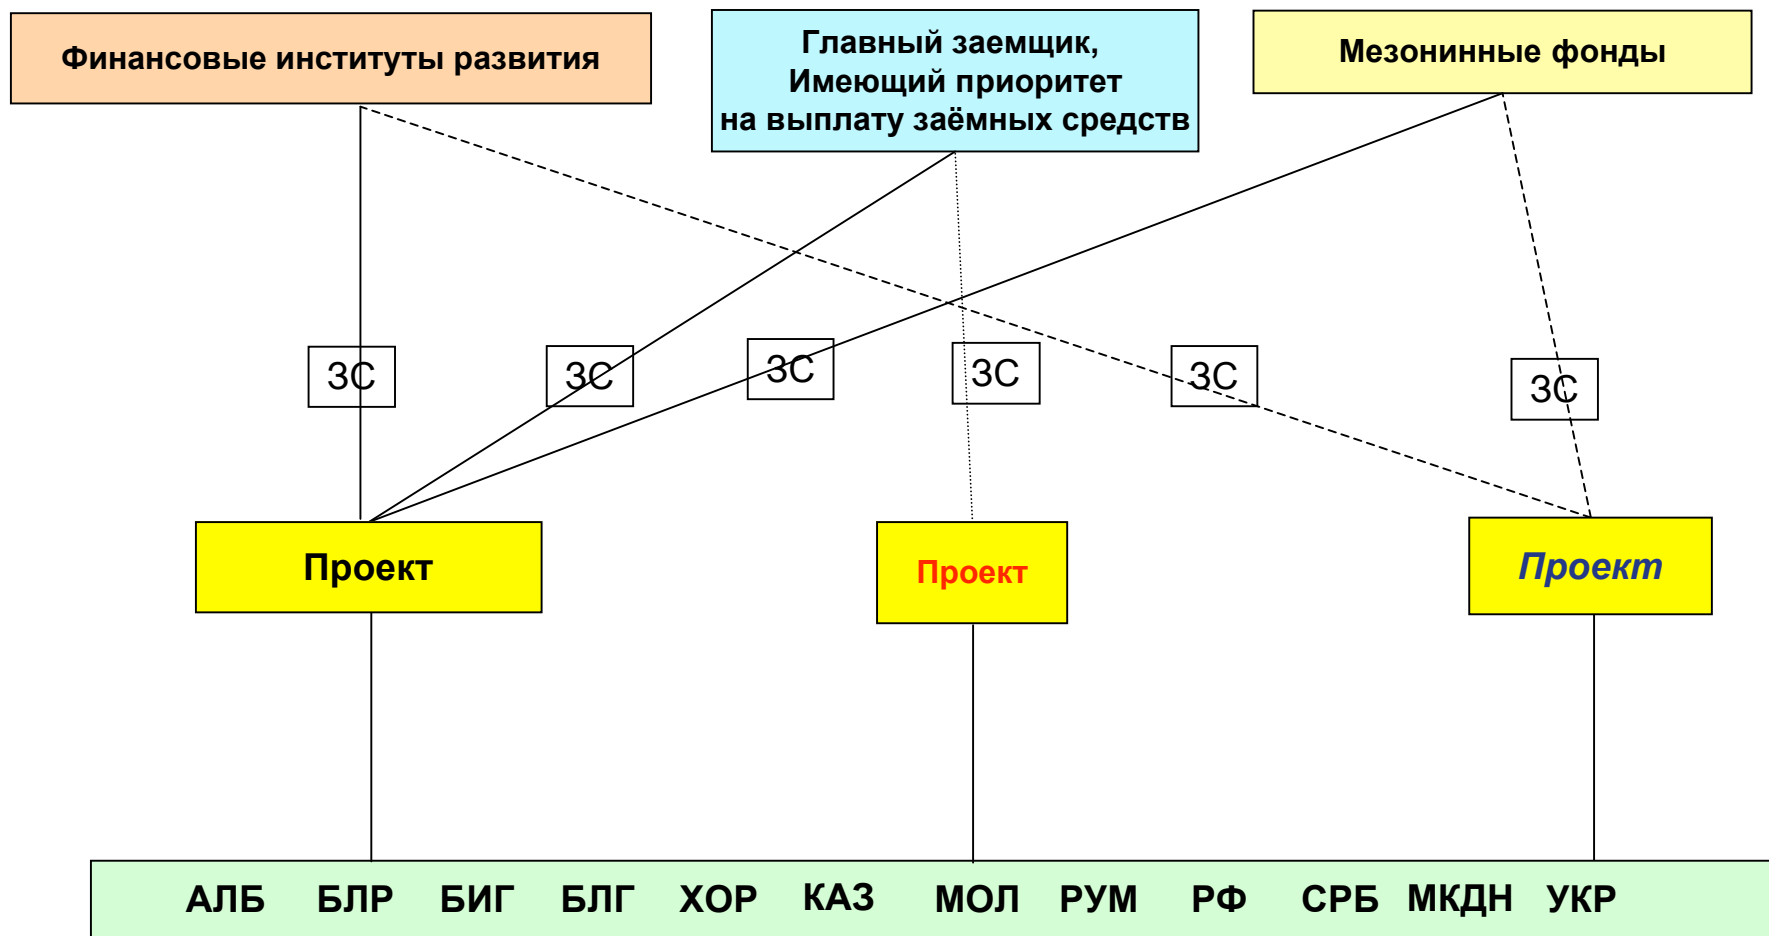 Финансовые институты развития
Главный заемщик,
Имеющий приоритет
на выплату заёмных средств
Мезонинные фонды
ЗС
ЗС
ЗС
ЗС
ЗС
ЗС
Проект
Проект
Проект
АЛБ БЛР БИГ БЛГ ХОР КАЗ МОЛ РУМ РФ СРБ МКДН УКР